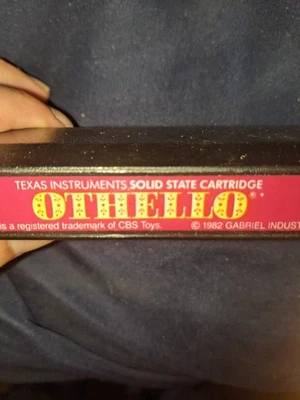 TEXAS INSTRUMENTS SOLID STATE CARTRIDGE
OTHELLO®*
is a registered trademark of CBS Toys. © 1982 GABRIEL INDUST